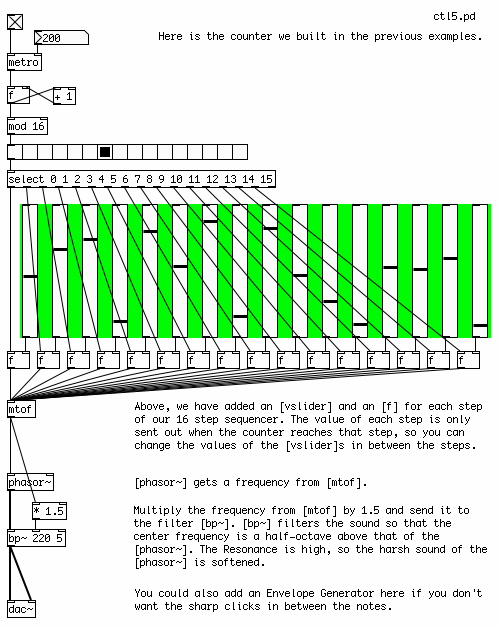 ctl5.pd
200
Here is the counter we built in the previous examples.
metro
f
+ 1
mod 16
select 0 1 2 3 4 5 6 7 8 9 10 11 12 13 14 15
f f f f f f f f f f f f f f f f
mtof
Above, we have added an [vslider] and an [f] for each step
of our 16 step sequencer. The value of each step is only
sent out when the counter reaches that step, so you can
change the values of the [vslider]s in between the steps.
phasor~
[phasor~] gets a frequency from [mtof].
* 1.5
Multiply the frequency from [mtof] by 1.5 and send it to
the filter [bp~]. [bp~] filters the sound so that the
bp~ 220 5
center frequency is a half-octave above that of the
[phasor~]. The Resonance is high, so the harsh sound of the
[phasor~] is softened.
You could also add an Envelope Generator here if you don't
want the sharp clicks in between the notes.
dac~